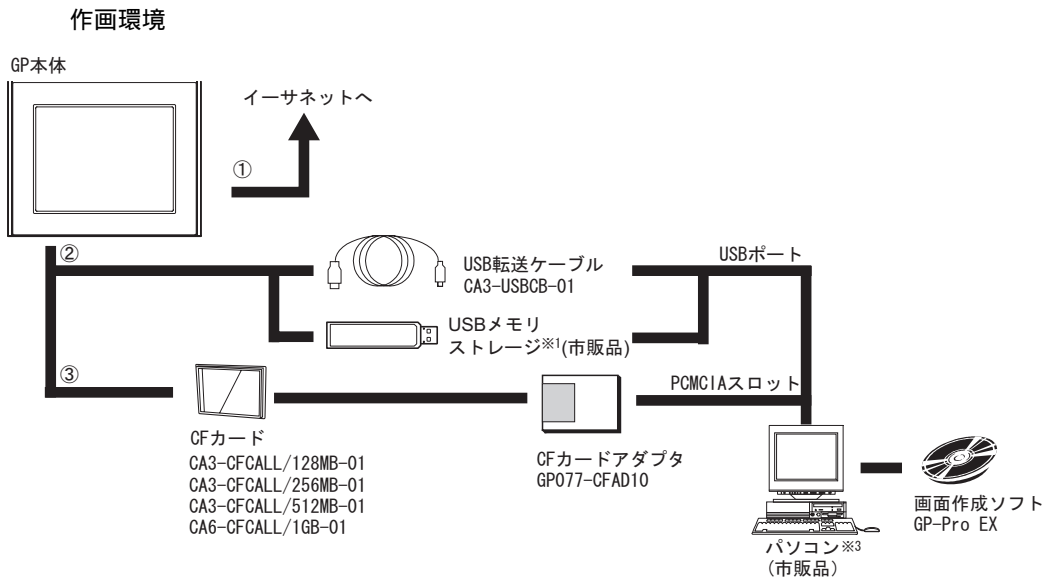 作画環境
GP本体
イーサネットへ
①
②
USB転送ケーブル
CA3-USBCB-01
USBポート
USBメモリ
ストレージ※1(市販品)
③
PCMCIAスロット
CFカード
CA3-CFCALL/128MB-01
CA3-CFCALL/256MB-01
CA3-CFCALL/512MB-01
CA6-CFCALL/1GB-01
CFカードアダプタ
GP077-CFAD10
画面作成ソフト
GP-Pro EX
パソコン※3
(市販品)